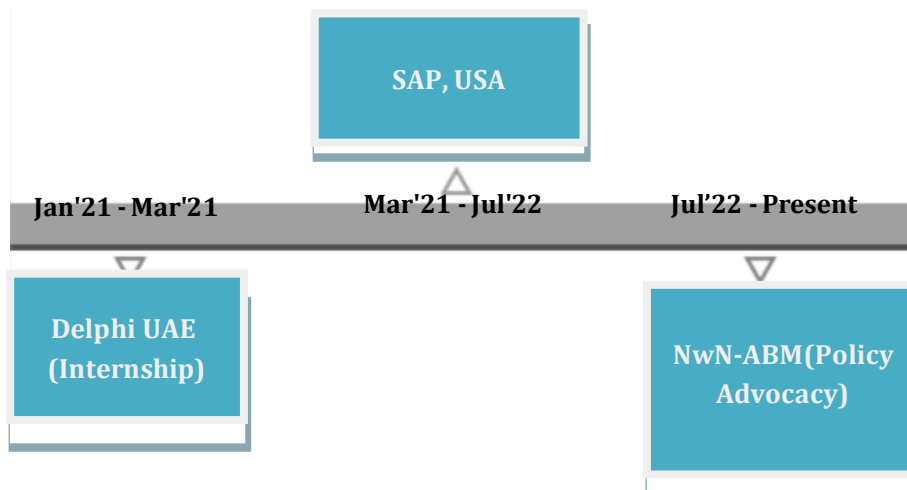 SAP, USA
Jan'21 - Mar'21
Mar'21 - Jul'22
Jul’22 - Present
Delphi UAE
(Internship)
NwN-ABM(Policy
Advocacy)